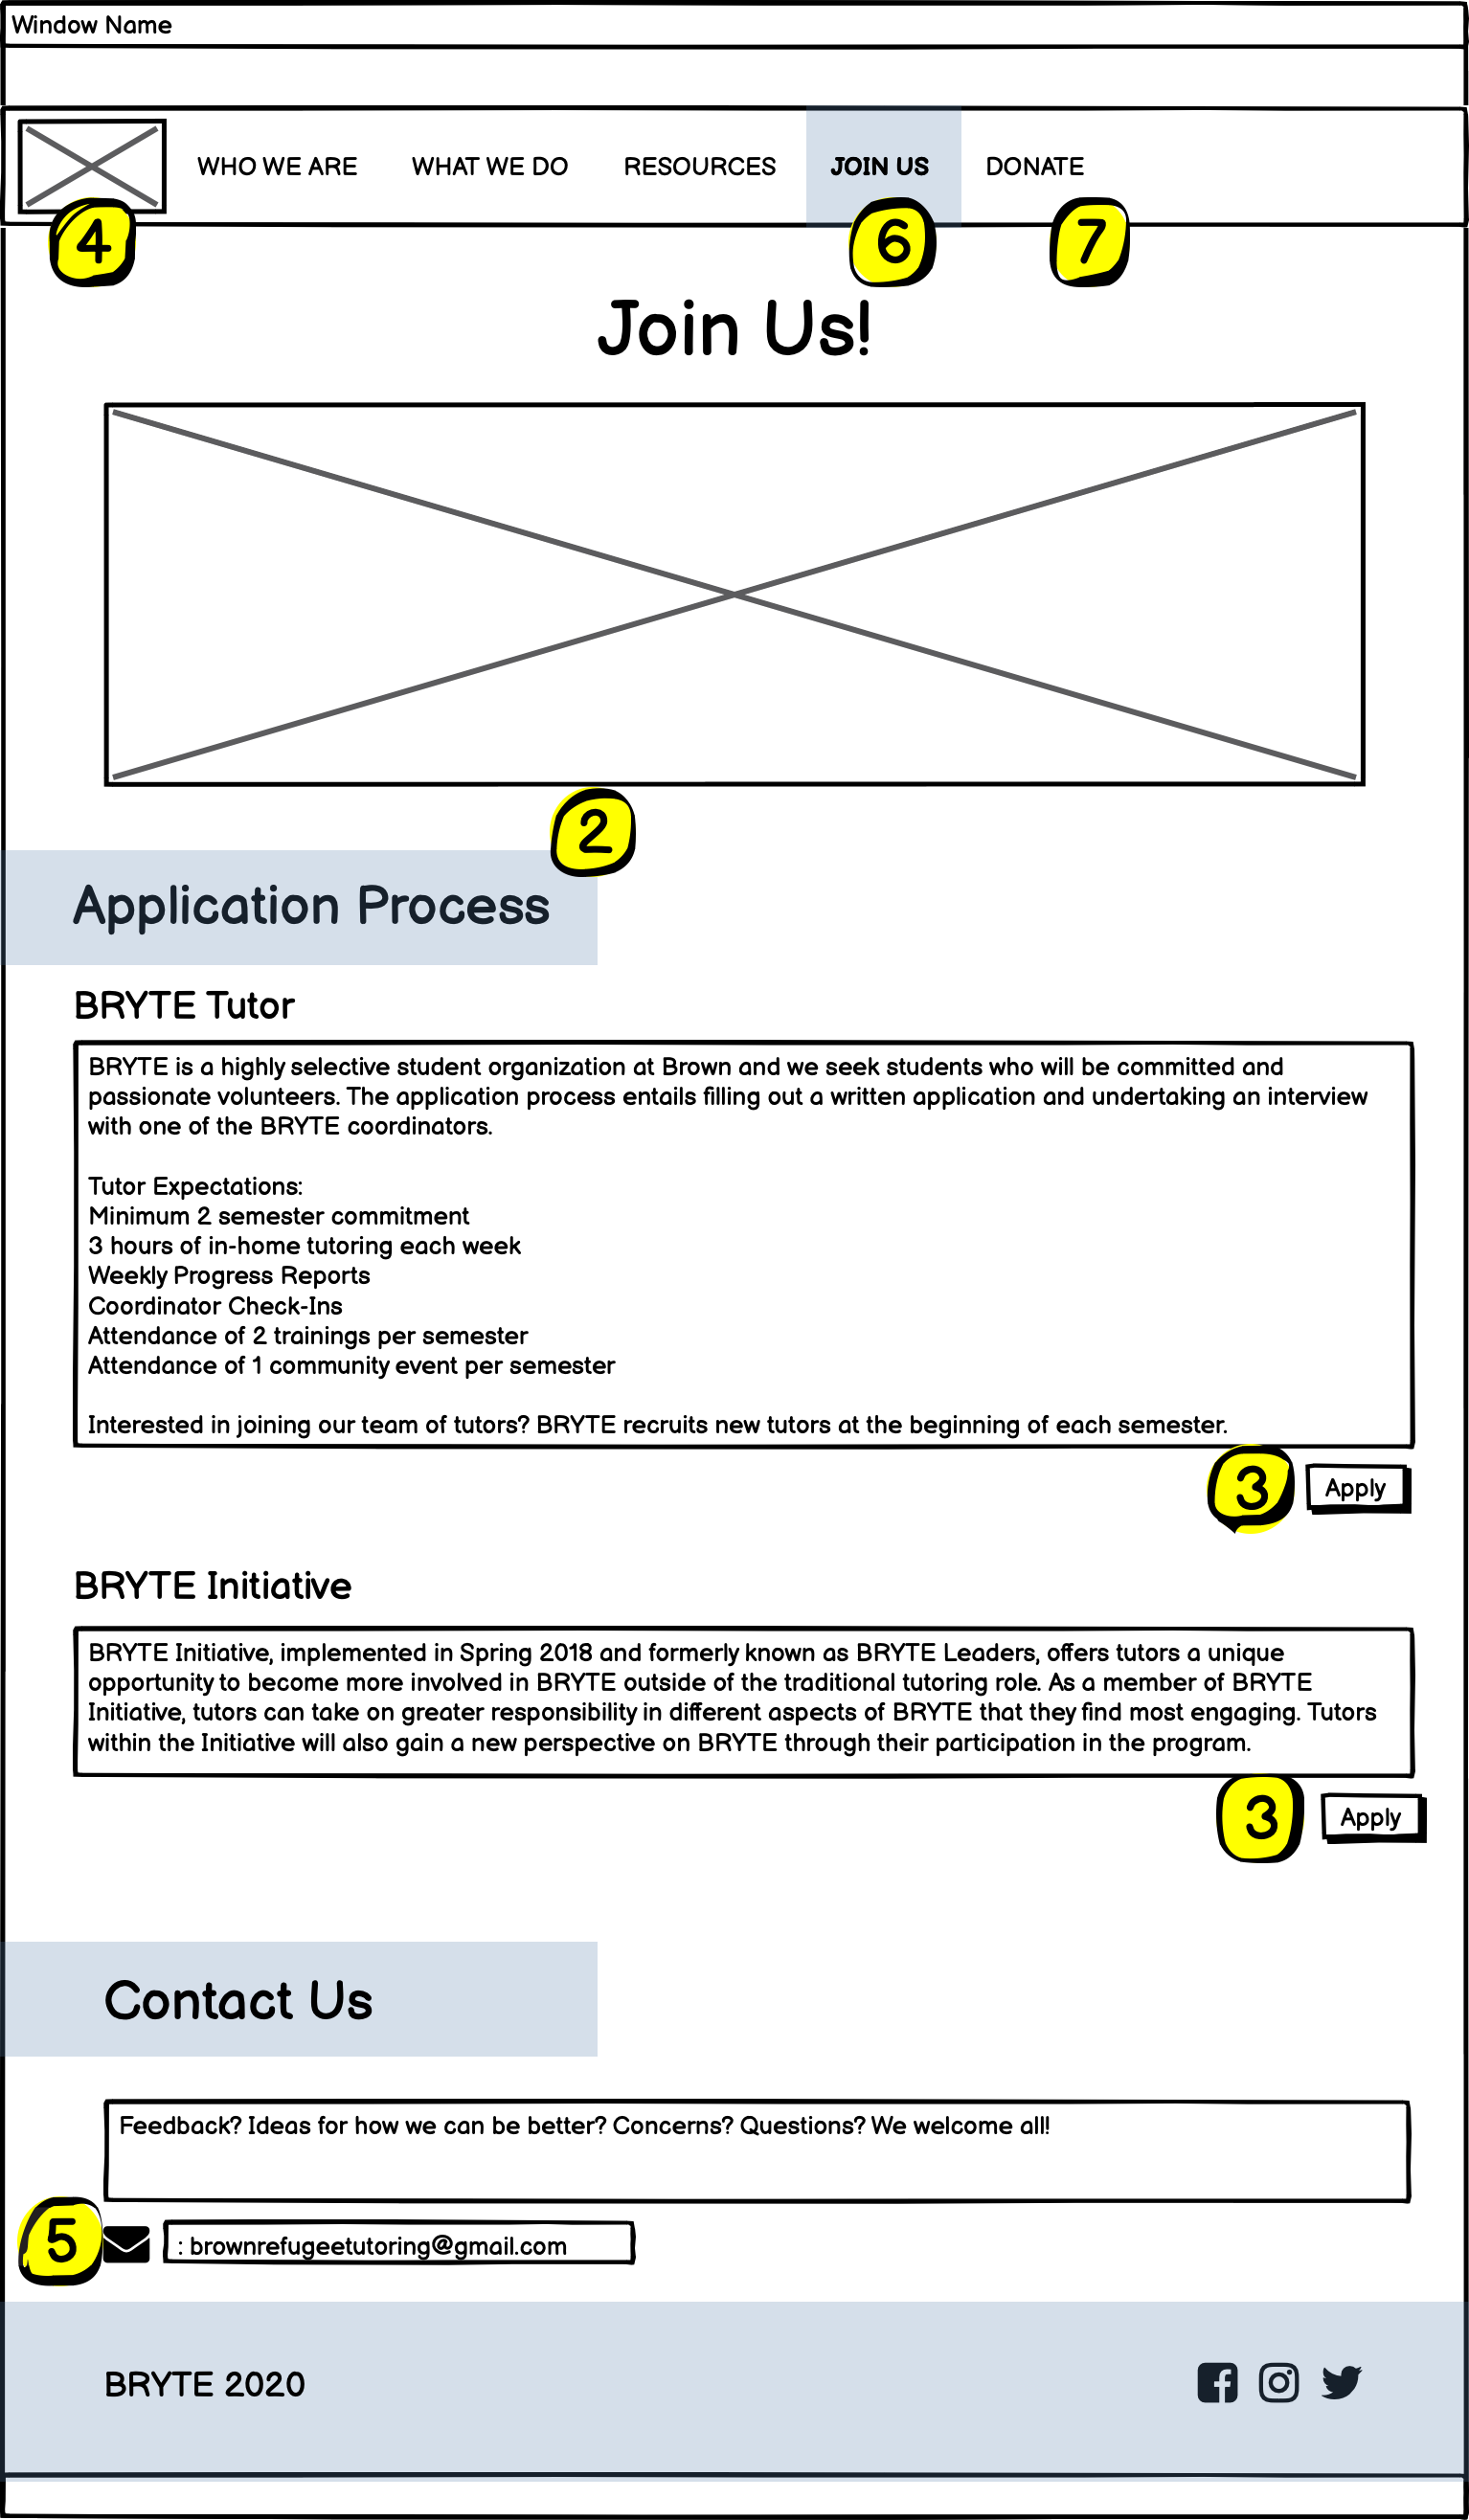 Window Name
WHO WE ARE WHAT WE DO RESOURCES JOIN US DONATE
4 6 7
Join Us!
2
Application Process
BRYTE Tutor
BRYTE is a highly selective student organization at Brown and we seek students who will be committed and
passionate volunteers. The application process entails filling out a written application and undertaking an interview
with one of the BRYTE coordinators.
Tutor Expectations:
Minimum 2 semester commitment
3 hours of in-home tutoring each week
Weekly Progress Reports
Coordinator Check-Ins
Attendance of 2 trainings per semester
Attendance of 1 community event per semester
Interested in joining our team of tutors? BRYTE recruits new tutors at the beginning of each semester.
3 Apply
BRYTE Initiative
BRYTE Initiative, implemented in Spring 2018 and formerly known as BRYTE Leaders, offers tutors a unique
opportunity to become more involved in BRYTE outside of the traditional tutoring role. As a member of BRYTE
Initiative, tutors can take on greater responsibility in different aspects of BRYTE that they find most engaging. Tutors
within the Initiative will also gain a new perspective on BRYTE through their participation in the program.
3 Apply
Contact Us
Feedback? Ideas for how we can be better? Concerns? Questions? We welcome all!
5 : brownrefugeetutoring@gmail.com
BRYTE 2020